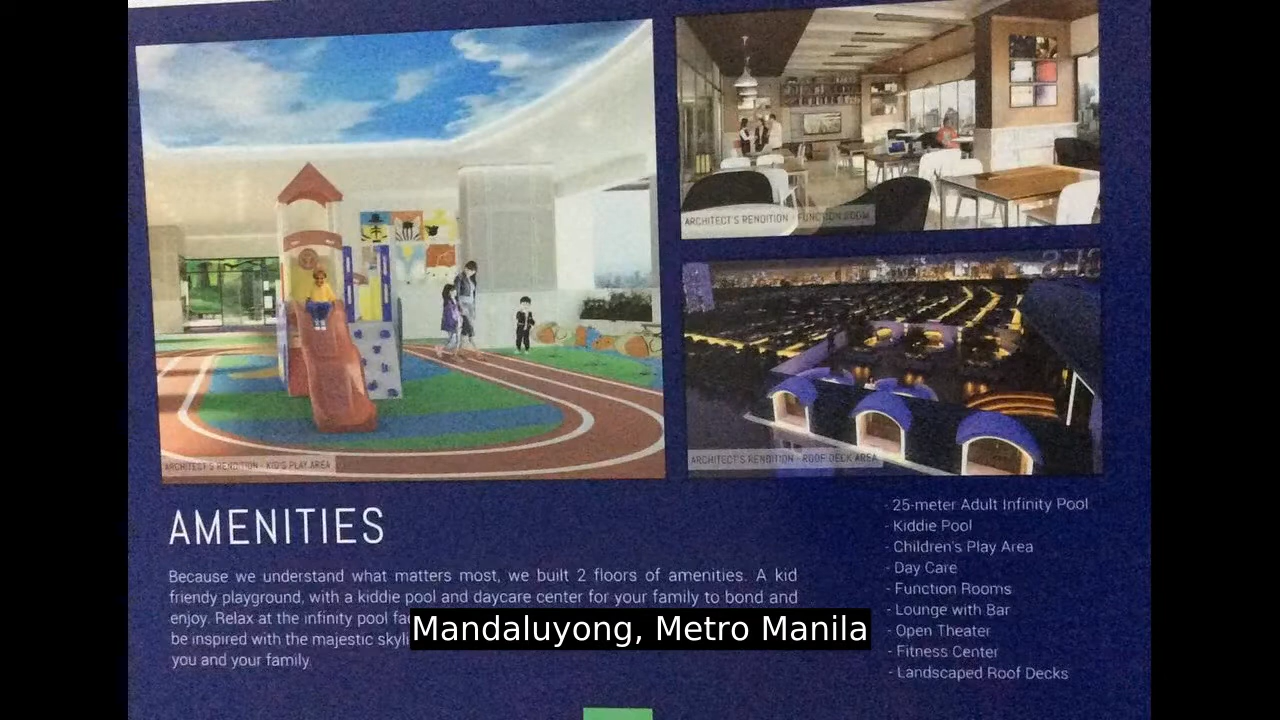 ARCHITECT'S RENDITION - FUNCTION ROOM
ARCHITECT'S RENDITION - KID'S PLAY AREA
ARCHITECT'S RENDITION - ROOF DECK AREA
AMENITIES
Because we understand what matters most, we built 2 floors of amenities. A kid
friendy playground, with a kiddie pool and daycare center for your family to bond and
enjoy. Relax at the infinity pool
be inspired with the majestic
you and your family.
- 25-meter Adult Infinity Pool
- Kiddie Pool
- Children's Play Area
- Day Care
- Function Rooms
- Lounge with Bar
- Open Theater
- Fitness Center
- Landscaped Roof Decks
Mandaluyong, Metro Manila